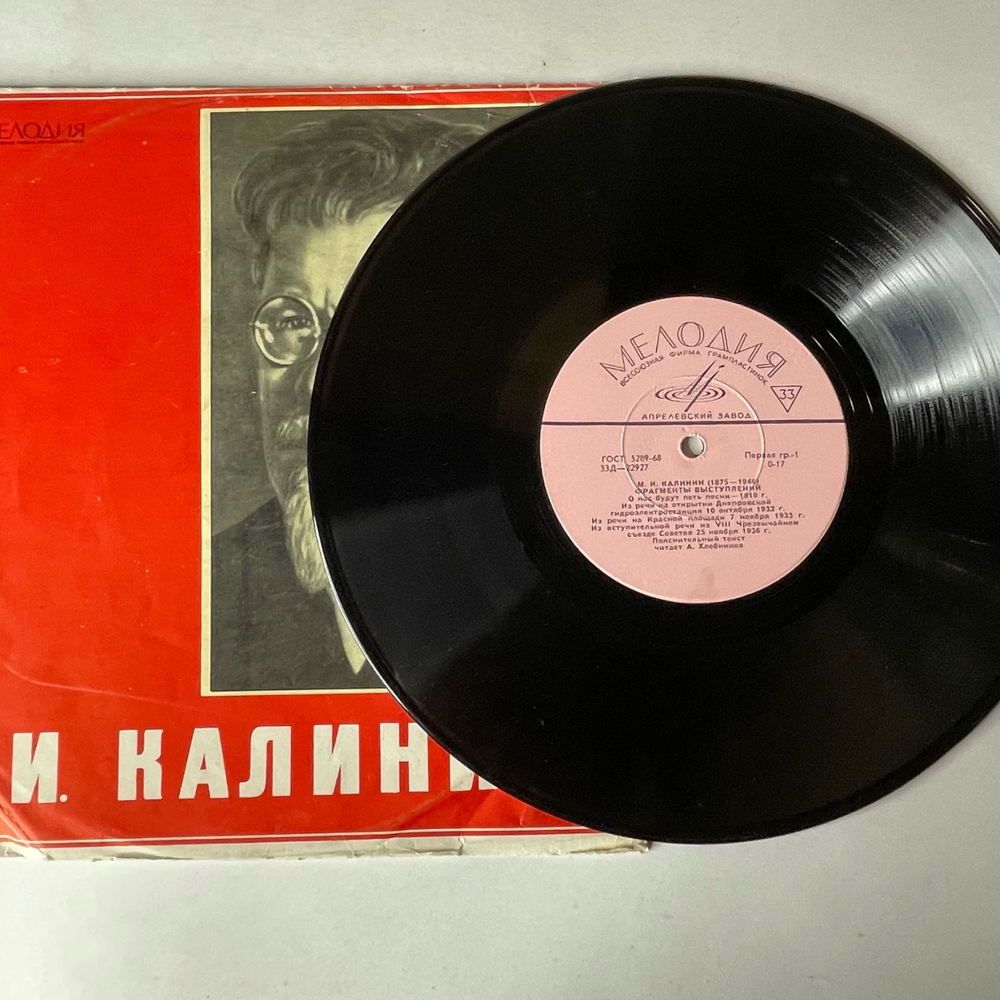 МЕЛОДИЯ
И. КАЛИНИ
МЕЛОДИЯ
ВСЕСОЮЗНАЯ ФИРМА ГРАМПЛАСТИНОК
33
АПРЕЛЕВСКИЙ ЗАВОД
ГОСТ 5289-68 Первая гр.-1
33Д—22927 0-17
М. И. КАЛИНИН (1875—1946)
ФРАГМЕНТЫ ВЫСТУПЛЕНИЙ
О нас будут петь песни—1919 г.
Из речи на открытии Днепровской
гидроэлектростанции 10 октября 1932 г.
Из речи на Красной площади 7 ноября 1933 г.
Из вступительной речи на VIII Чрезвычайном
съезде Советов 25 ноября 1936 г.
Пояснительный текст
читает А. Хлебников